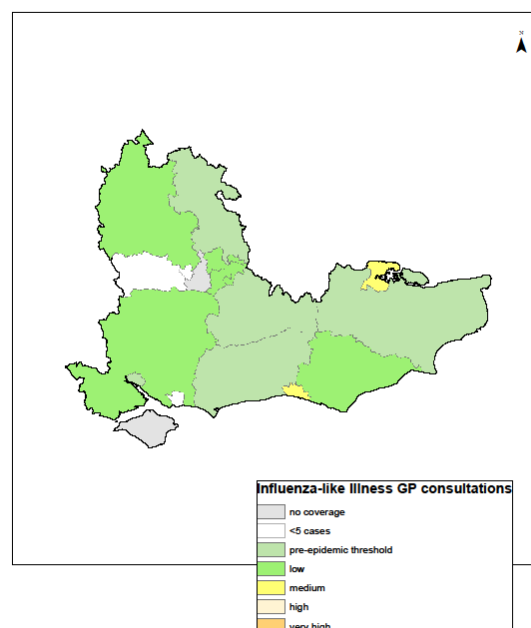 N
Influenza-like Illness GP consultations
no coverage
<5 cases
pre-epidemic threshold
low
medium
high
very high